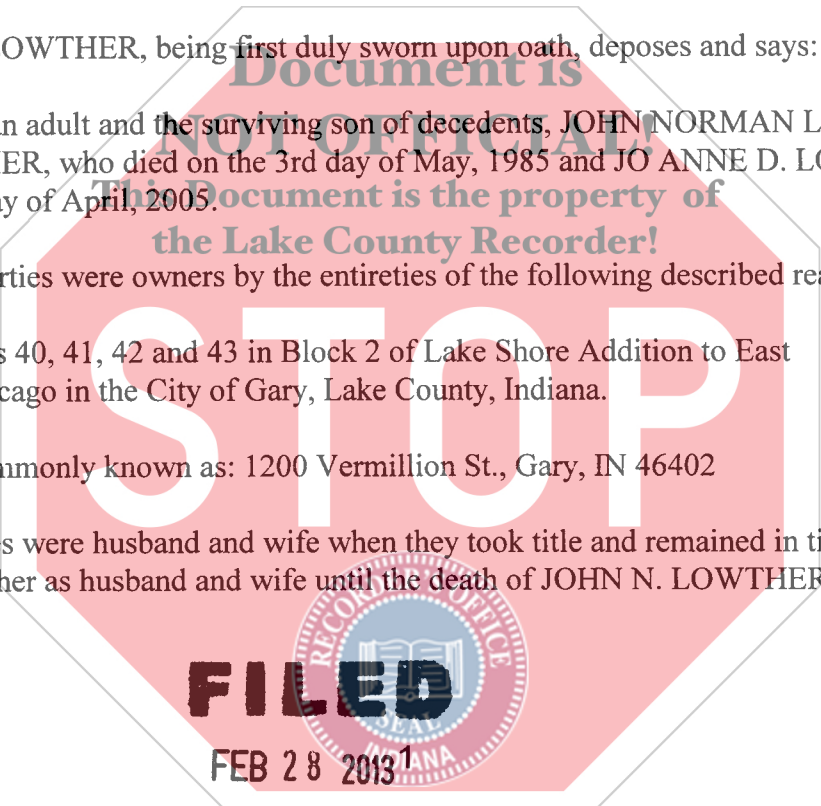 OWTHER, being first duly sworn upon oath, deposes and says:
Document is
n adult and the surviving son of decedents, JOHN NORMAN L
NOT OFFICIAL!
ER, who died on the 3rd day of May, 1985 and JO ANNE D. LO
This Document is the property of
y of April, 2005.
the Lake County Recorder!
rties were owners by the entireties of the following described rea
s 40, 41, 42 and 43 in Block 2 of Lake Shore Addition to East
cago in the City of Gary, Lake County, Indiana.
STOP
mmonly known as: 1200 Vermillion St., Gary, IN 46402
s were husband and wife when they took title and remained in ti
her as husband and wife until the death of JOHN N. LOWTHER
RECORDER'S OFFICE
FILED
SEAL
INDIANA
FEB 28 2013
1